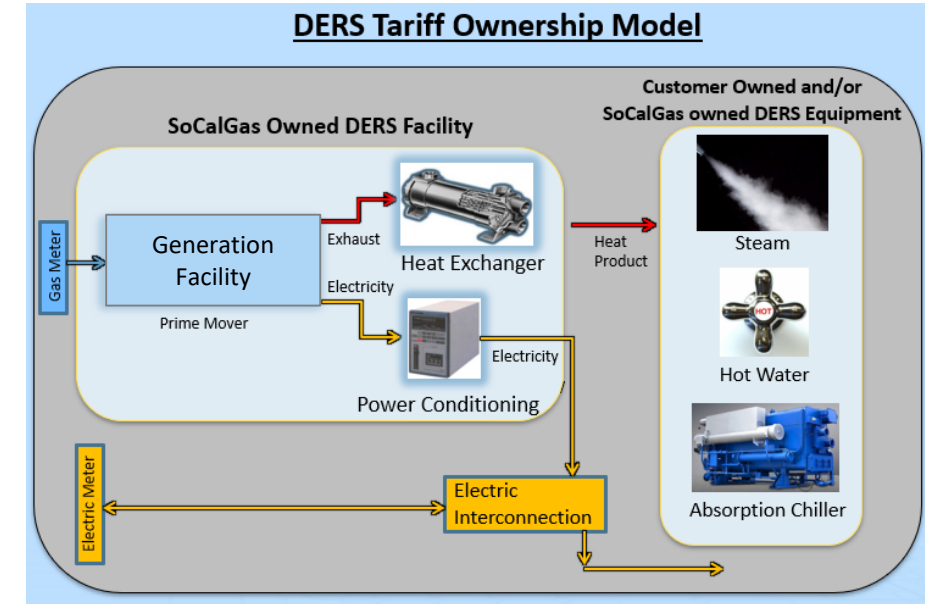 DERS Tariff Ownership Model
Customer Owned and/or
SoCalGas owned DERS Equipment
SoCalGas Owned DERS Facility
Gas Meter
Generation
Facility
Prime Mover
Exhaust
Heat Exchanger
Electricity
Power Conditioning
Electricity
Heat
Product
Steam
HOT
Hot Water
Absorption Chiller
Electric Meter
Electric
Interconnection